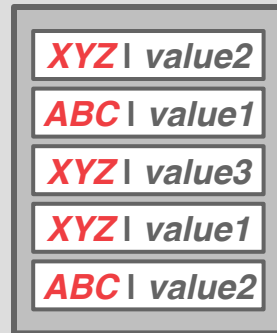 XYZ | value2
ABC | value1
XYZ | value3
XYZ | value1
ABC | value2